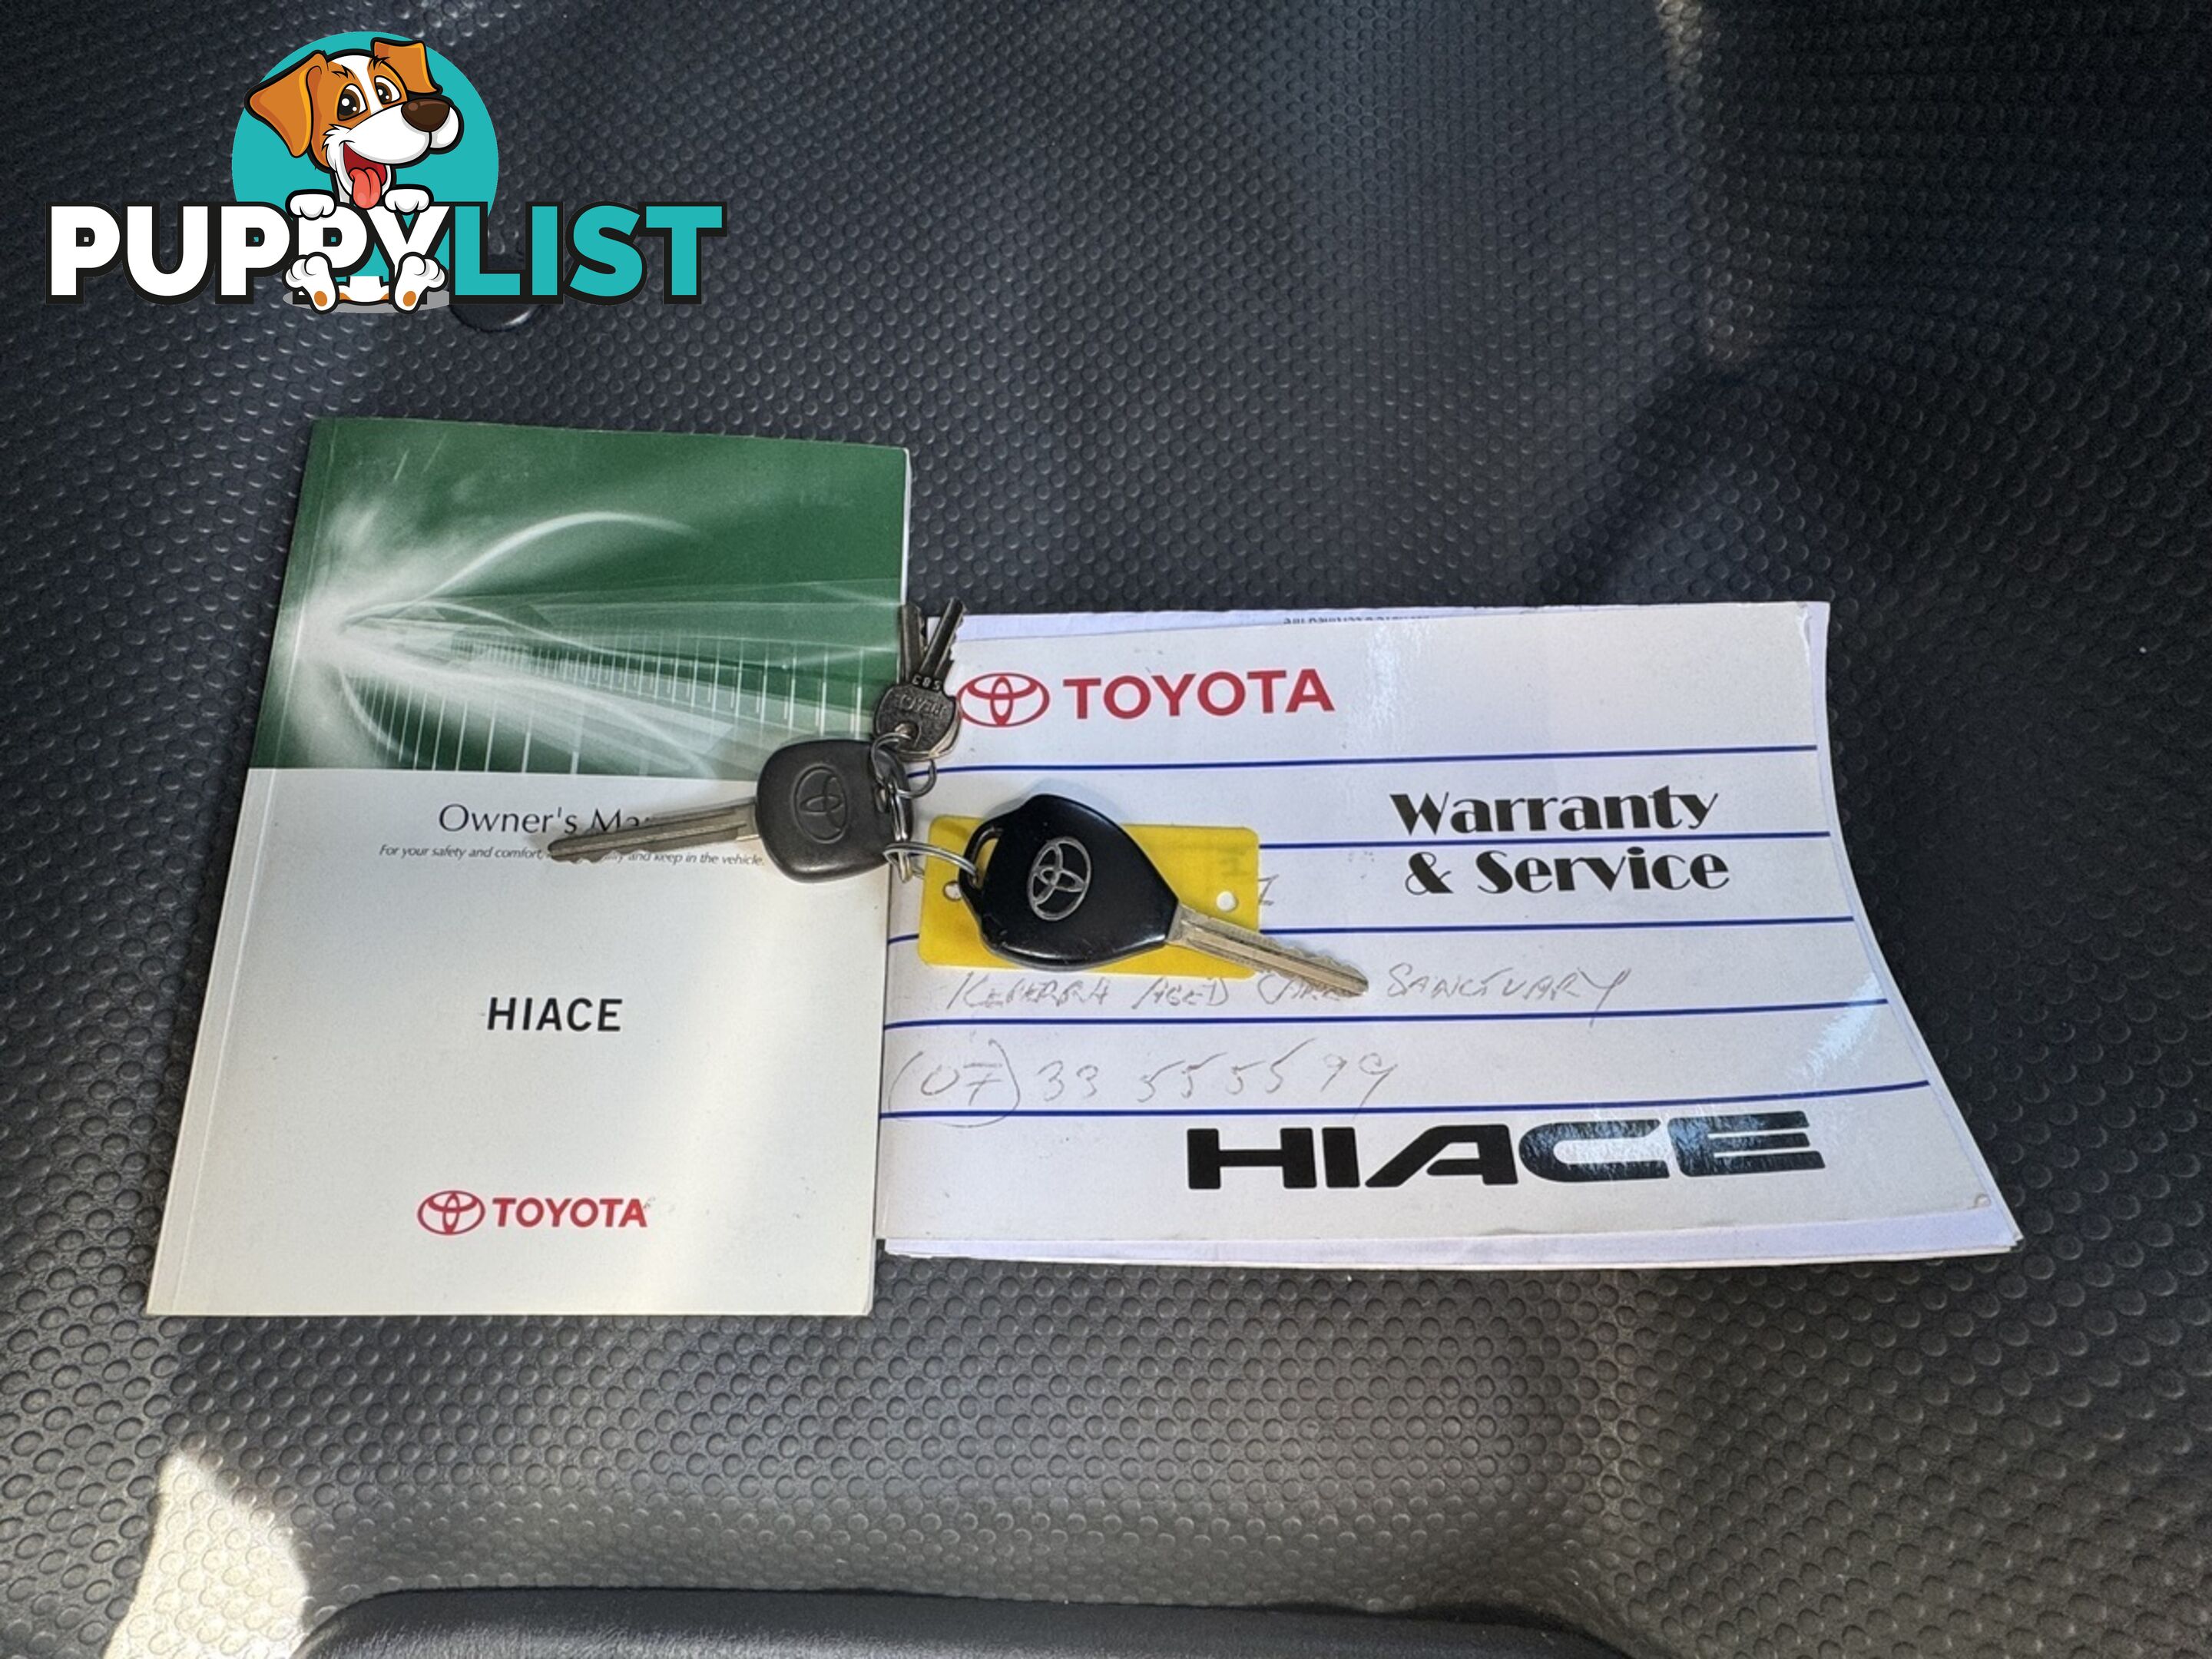 PUPPYLIST
Owner's Ma
For your safety and comfort, and keep in the vehicle.
HIACE
TOYOTA
TOYOTA
Warranty
& Service
AGED SANCTUARY
(07) 33 555599
HIACE